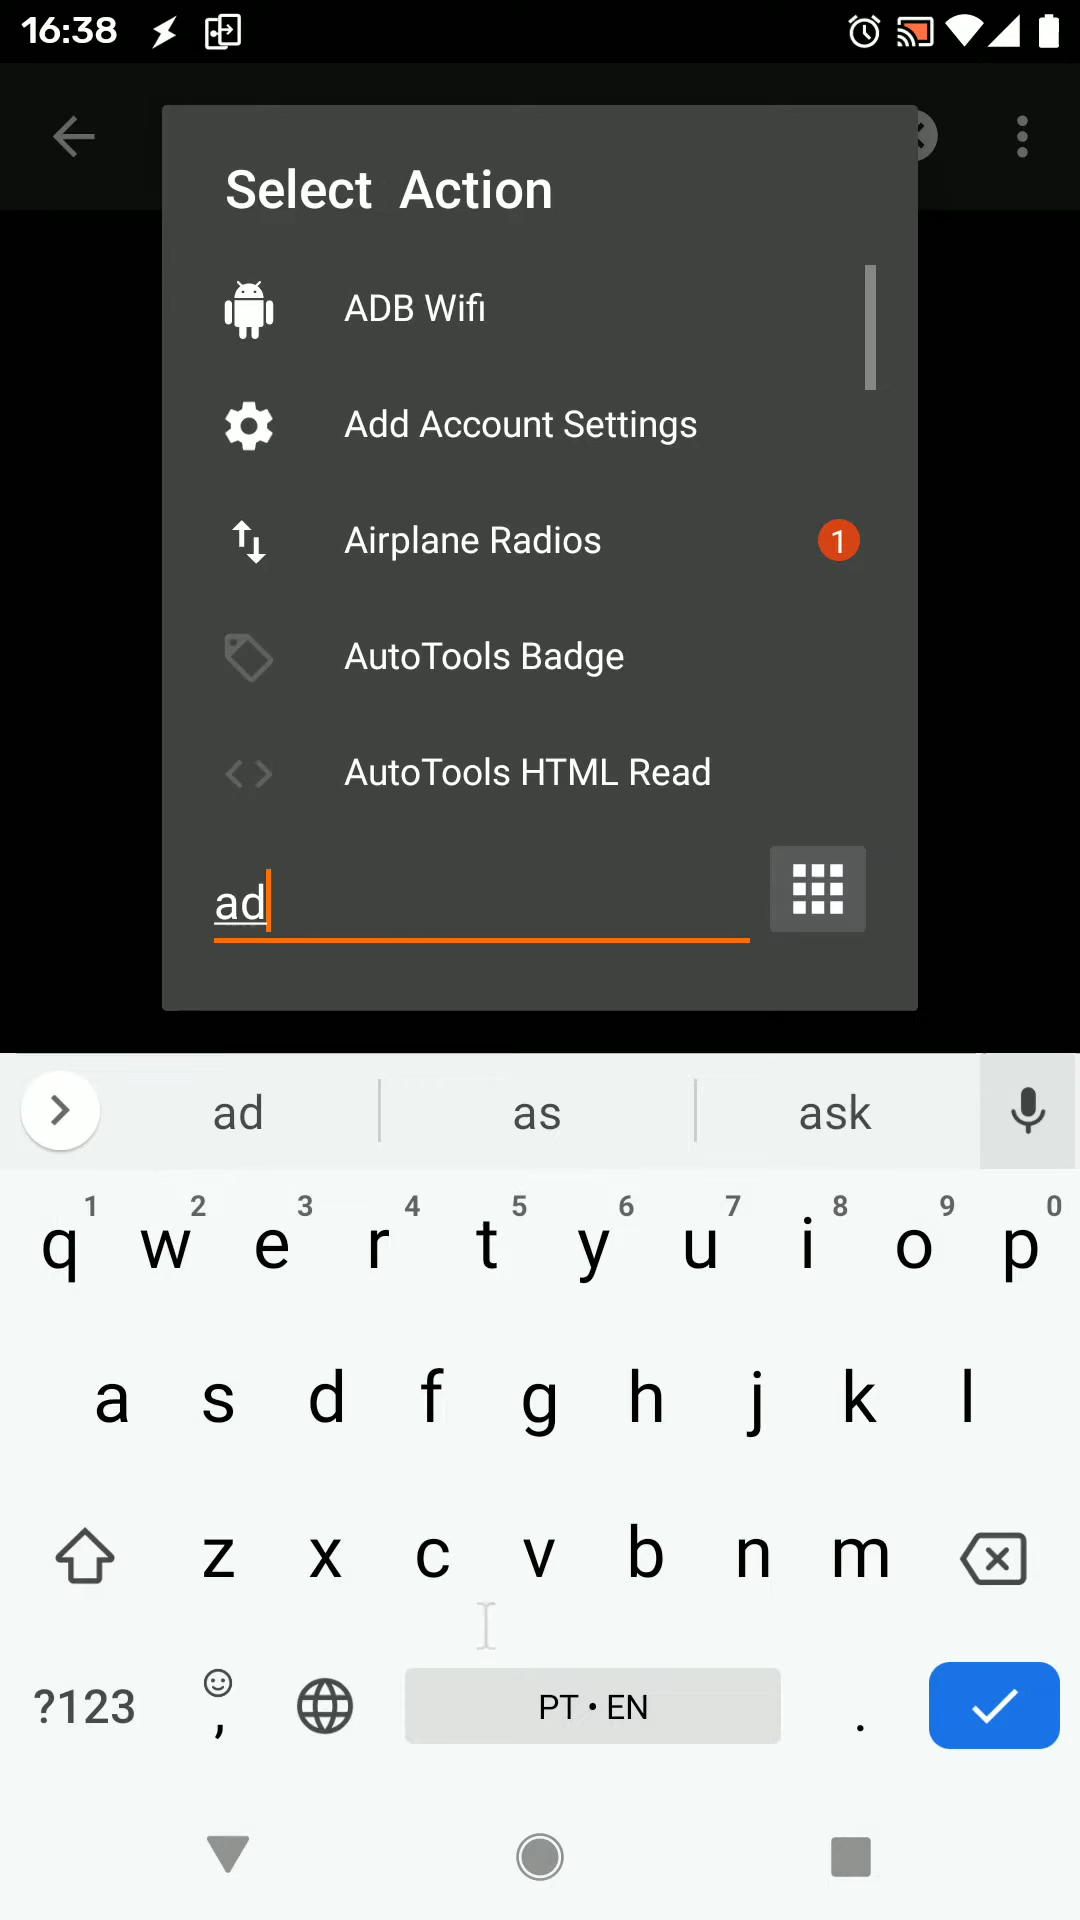 16:38
Select Action
ADB Wifi
Add Account Settings
Airplane Radios 1
AutoTools Badge
AutoTools HTML Read
ad
ad as ask
1 2 3 4 5 6 7 8 9 0
q w e r t y u i o p
a s d f g h j k l
z x c v b n m
?123 , PT • EN .